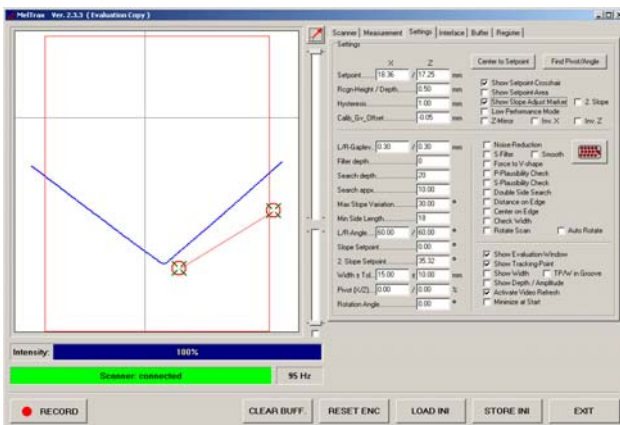 MelTrax Ver. 2.3.3 ( Evaluation Copy )
Scanner Measurement Settings Interface Buffer Register
Settings
X Z
Setpoint 18.36 / 17.25 mm
Center to Setpoint Find Pivot/Angle
Rcgn-Height / Depth 0.50 mm
Hysteresis 1.00 mm
Calib_Gv_Offset -0.05 mm
Show Setpoint-Crosshair
Show Setpoint-Area
Show Slope Adjust Marker 2. Slope
Low Performance Mode
Z-Mirror Inv. X Inv. Z
L/R-Gaplev. 0.30 / 0.30 mm
Filter depth 0
Search depth 20
Search appx. 10.00
Max Slope Variation 30.00 °
Min Side Length 18
L/R-Angle 60.00 / 60.00 °
Slope Setpoint 0.00 °
2. Slope Setpoint 35.32 °
Width ± Tol. 15.00 ± 10.00 mm
Pivot (X/Z) 0.00 / 0.00 %
Rotation Angle 0.00 °
Noise-Reduction
S-Filter Smooth
Force to V-shape
P-Plausibility Check
S-Plausibility Check
Double Side Search
Distance on Edge
Center on Edge
Check Width
Rotate Scan Auto Rotate
Show Evaluation-Window
Show Tracking-Point
Show Width TP/W in Groove
Show Depth / Amplitude
Activate Video Refresh
Minimize at Start
Intensity: 100%
Scanner: connected 95 Hz
RECORD CLEAR BUFF. RESET ENC LOAD INI STORE INI EXIT